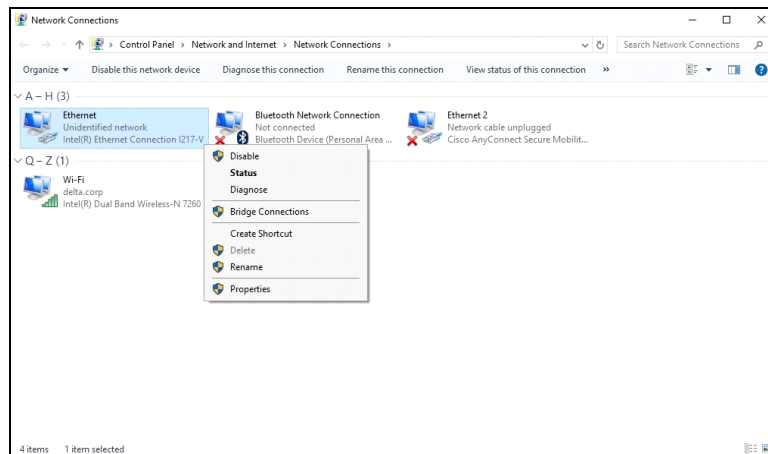 Network Connections
Control Panel > Network and Internet > Network Connections >
Search Network Connections
Organize
Disable this network device
Diagnose this connection
Rename this connection
View status of this connection
»
A – H (3)
Ethernet
Unidentified network
Intel(R) Ethernet Connection I217-V
Bluetooth Network Connection
Not connected
Bluetooth Device (Personal Area ...
Ethernet 2
Network cable unplugged
Cisco AnyConnect Secure Mobilit...
Q – Z (1)
Wi-Fi
delta.corp
Intel(R) Dual Band Wireless-N 7260
Disable
Status
Diagnose
Bridge Connections
Create Shortcut
Delete
Rename
Properties
4 items
1 item selected